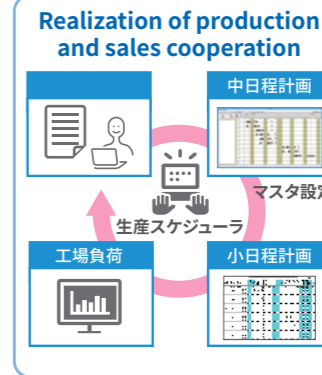 Realization of production
and sales cooperation
中日程計画
マスタ設定
生産スケジューラ
工場負荷
小日程計画